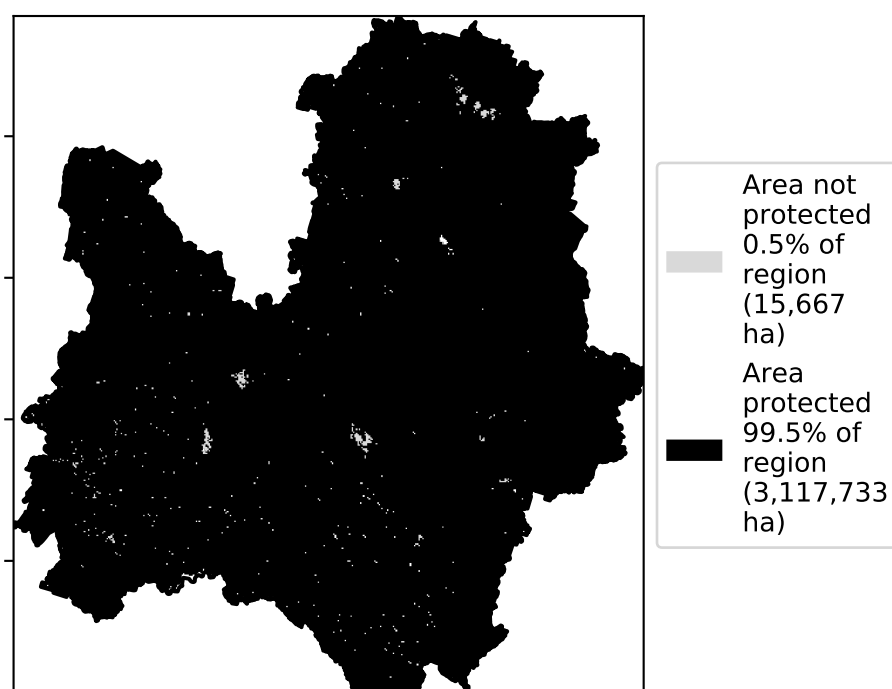 Area not
protected
0.5% of
region
(15,667
ha)
Area
protected
99.5% of
region
(3,117,733
ha)